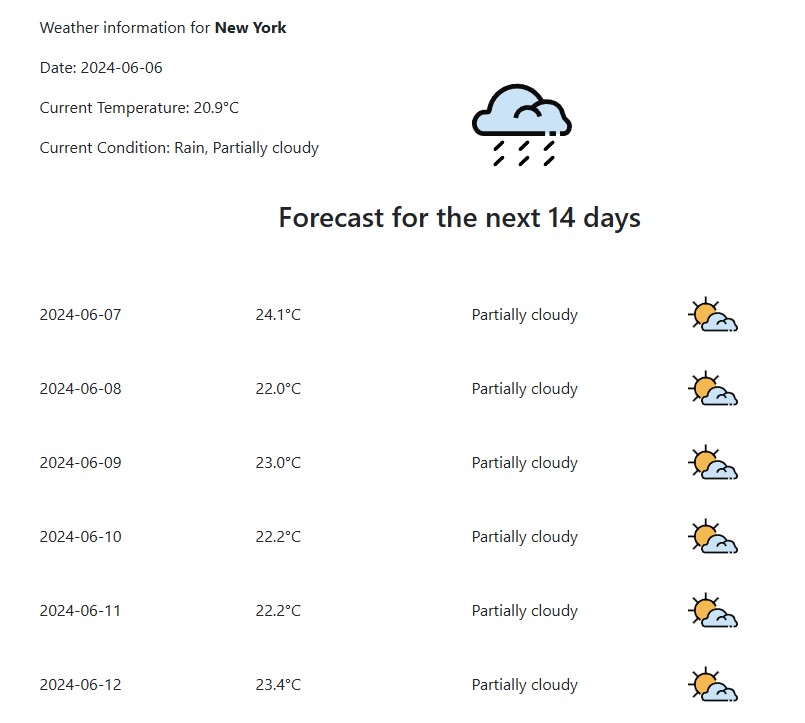 Weather information for New York
Date: 2024-06-06
Current Temperature: 20.9°C
Current Condition: Rain, Partially cloudy
Forecast for the next 14 days
2024-06-07 24.1°C Partially cloudy
2024-06-08 22.0°C Partially cloudy
2024-06-09 23.0°C Partially cloudy
2024-06-10 22.2°C Partially cloudy
2024-06-11 22.2°C Partially cloudy
2024-06-12 23.4°C Partially cloudy